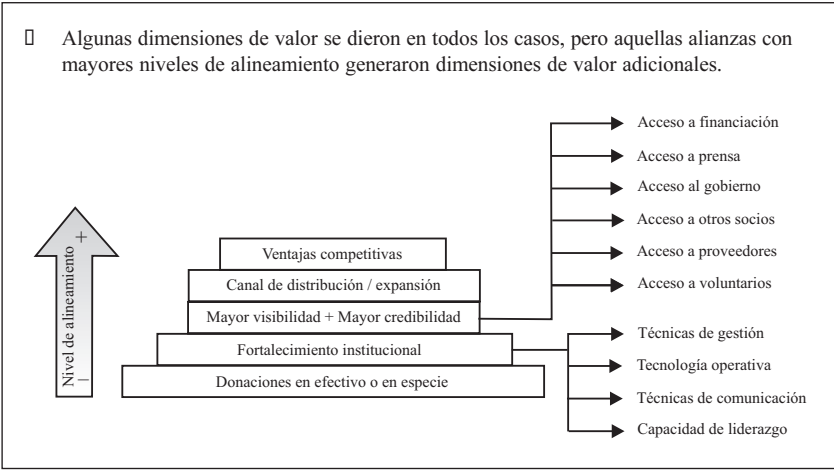 Algunas dimensiones de valor se dieron en todos los casos, pero aquellas alianzas con
mayores niveles de alineamiento generaron dimensiones de valor adicionales.
+
Nivel de alineamiento
−
Ventajas competitivas
Canal de distribución / expansión
Mayor visibilidad + Mayor credibilidad
Fortalecimiento institucional
Donaciones en efectivo o en especie
Acceso a financiación
Acceso a prensa
Acceso al gobierno
Acceso a otros socios
Acceso a proveedores
Acceso a voluntarios
Técnicas de gestión
Tecnología operativa
Técnicas de comunicación
Capacidad de liderazgo